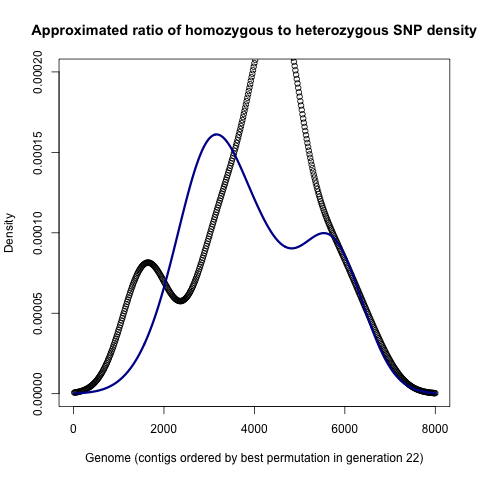 Approximated ratio of homozygous to heterozygous SNP density
0.00020
0.00015
0.00010
0.00005
0.00000
Density
0 2000 4000 6000 8000
Genome (contigs ordered by best permutation in generation 22)